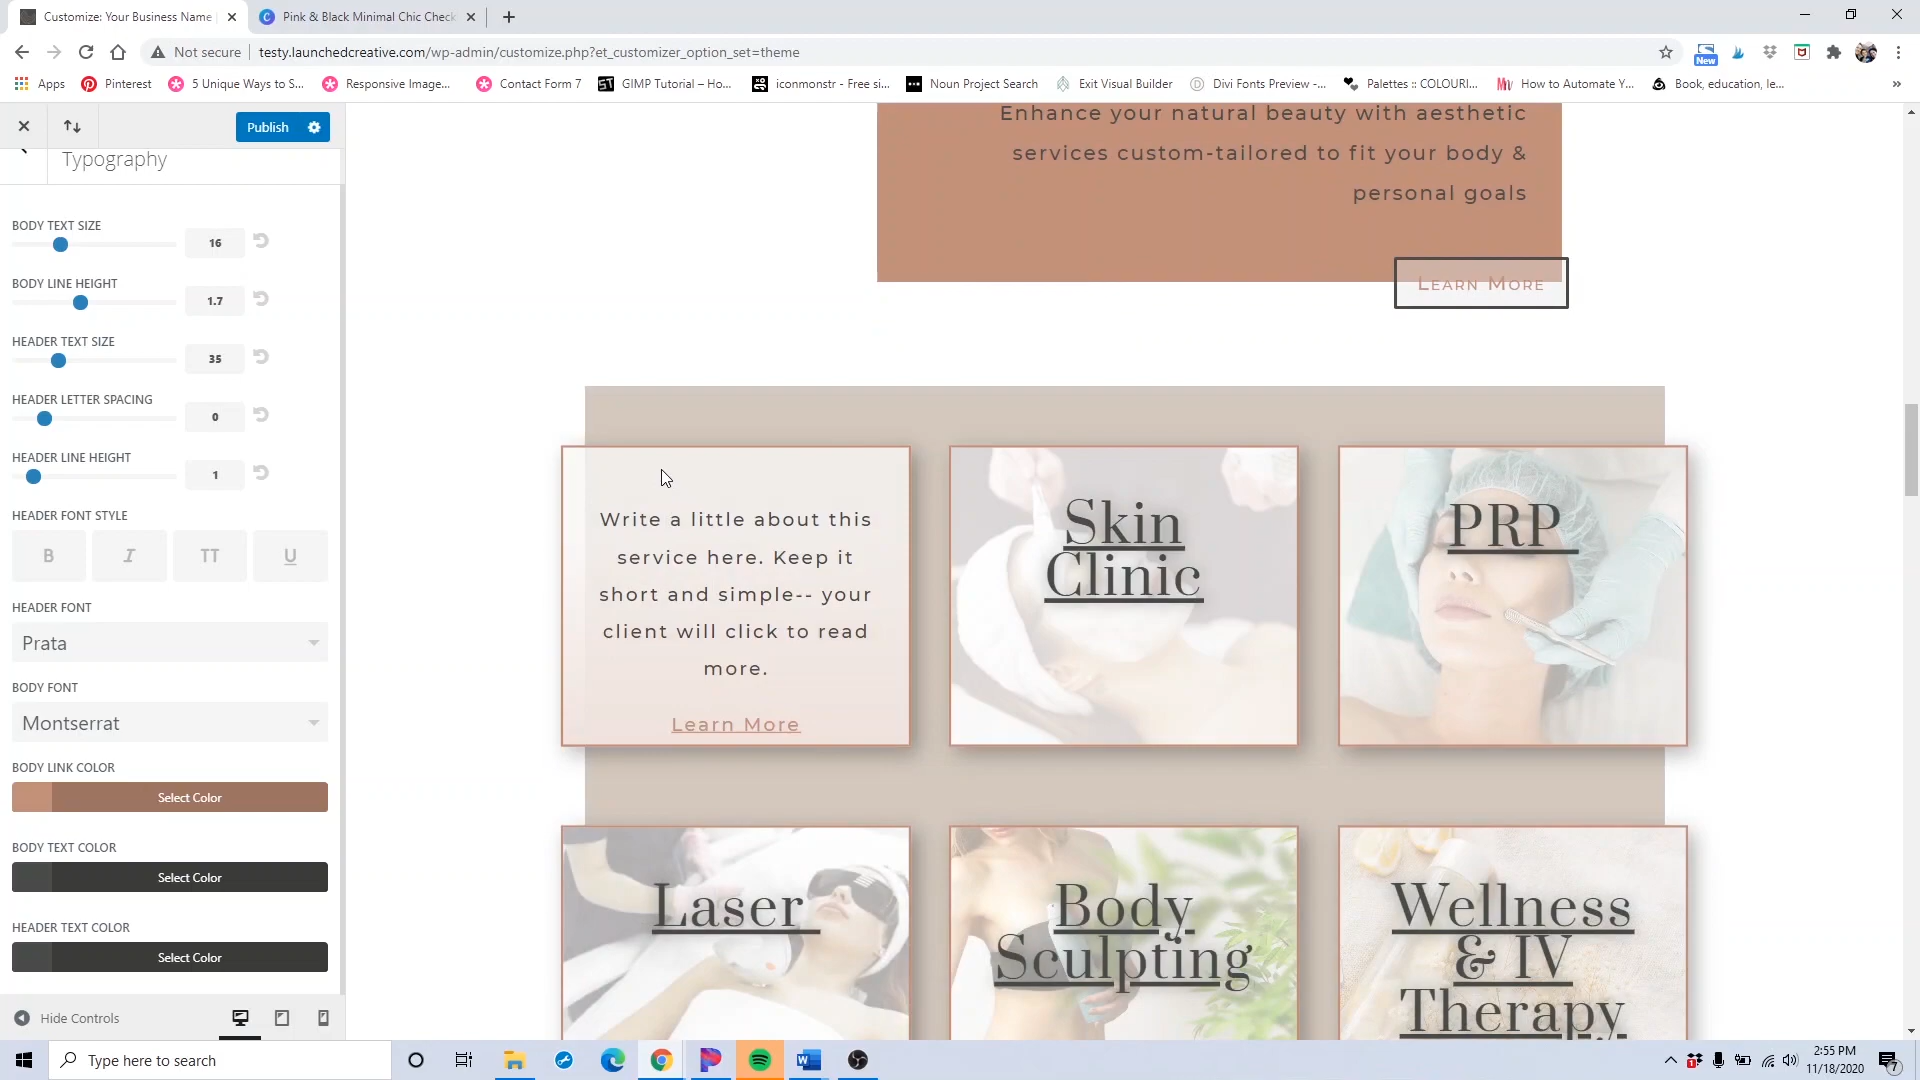 Customize: Your Business Name
Pink & Black Minimal Chic Check
Not secure
testy.launchedcreative.com/wp-admin/customize.php?et_customizer_option_set=theme
New
Apps
Pinterest
5 Unique Ways to S...
Responsive Image...
Contact Form 7
GIMP Tutorial – Ho...
iconmonstr - Free si...
Noun Project Search
Exit Visual Builder
Divi Fonts Preview -...
Palettes :: COLOURI...
How to Automate Y...
Book, education, le...
Publish
Typography
BODY TEXT SIZE
16
BODY LINE HEIGHT
1.7
HEADER TEXT SIZE
35
HEADER LETTER SPACING
0
HEADER LINE HEIGHT
1
HEADER FONT STYLE
B I TT U
HEADER FONT
Prata
BODY FONT
Montserrat
BODY LINK COLOR
Select Color
BODY TEXT COLOR
Select Color
HEADER TEXT COLOR
Select Color
Hide Controls
Enhance your natural beauty with aesthetic
services custom-tailored to fit your body &
personal goals
Learn More
Write a little about this
service here. Keep it
short and simple-- your
client will click to read
more.
Learn More
Skin
Clinic
PRP
Laser
Body
Sculpting
Wellness
& IV
Therapy
Type here to search
2:55 PM
11/18/2020
7